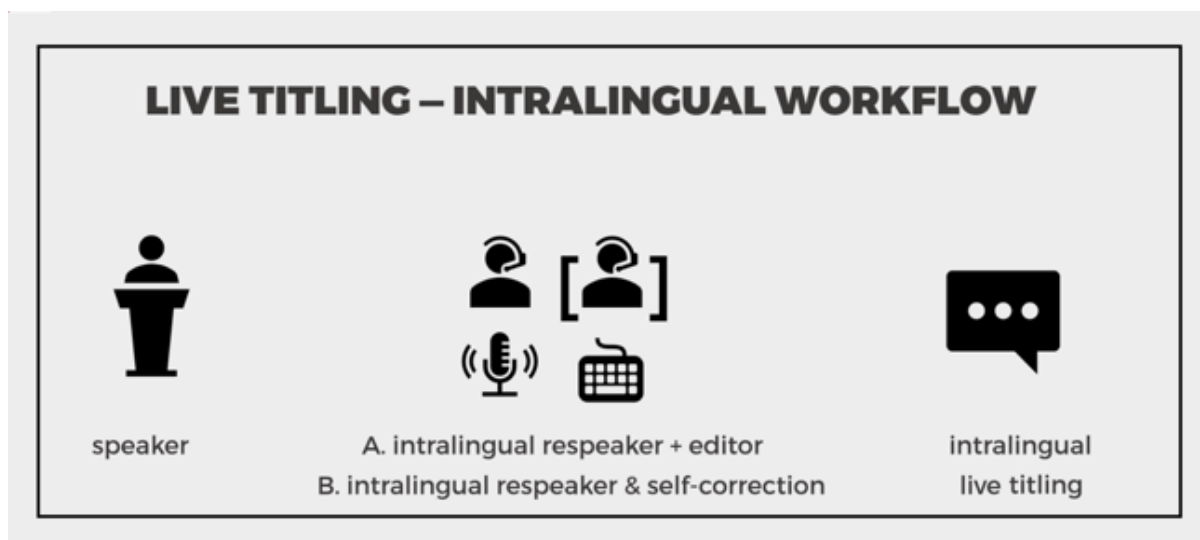 LIVE TITLING – INTRALINGUAL WORKFLOW
speaker
A. intralingual respeaker + editor
B. intralingual respeaker & self-correction
intralingual
live titling